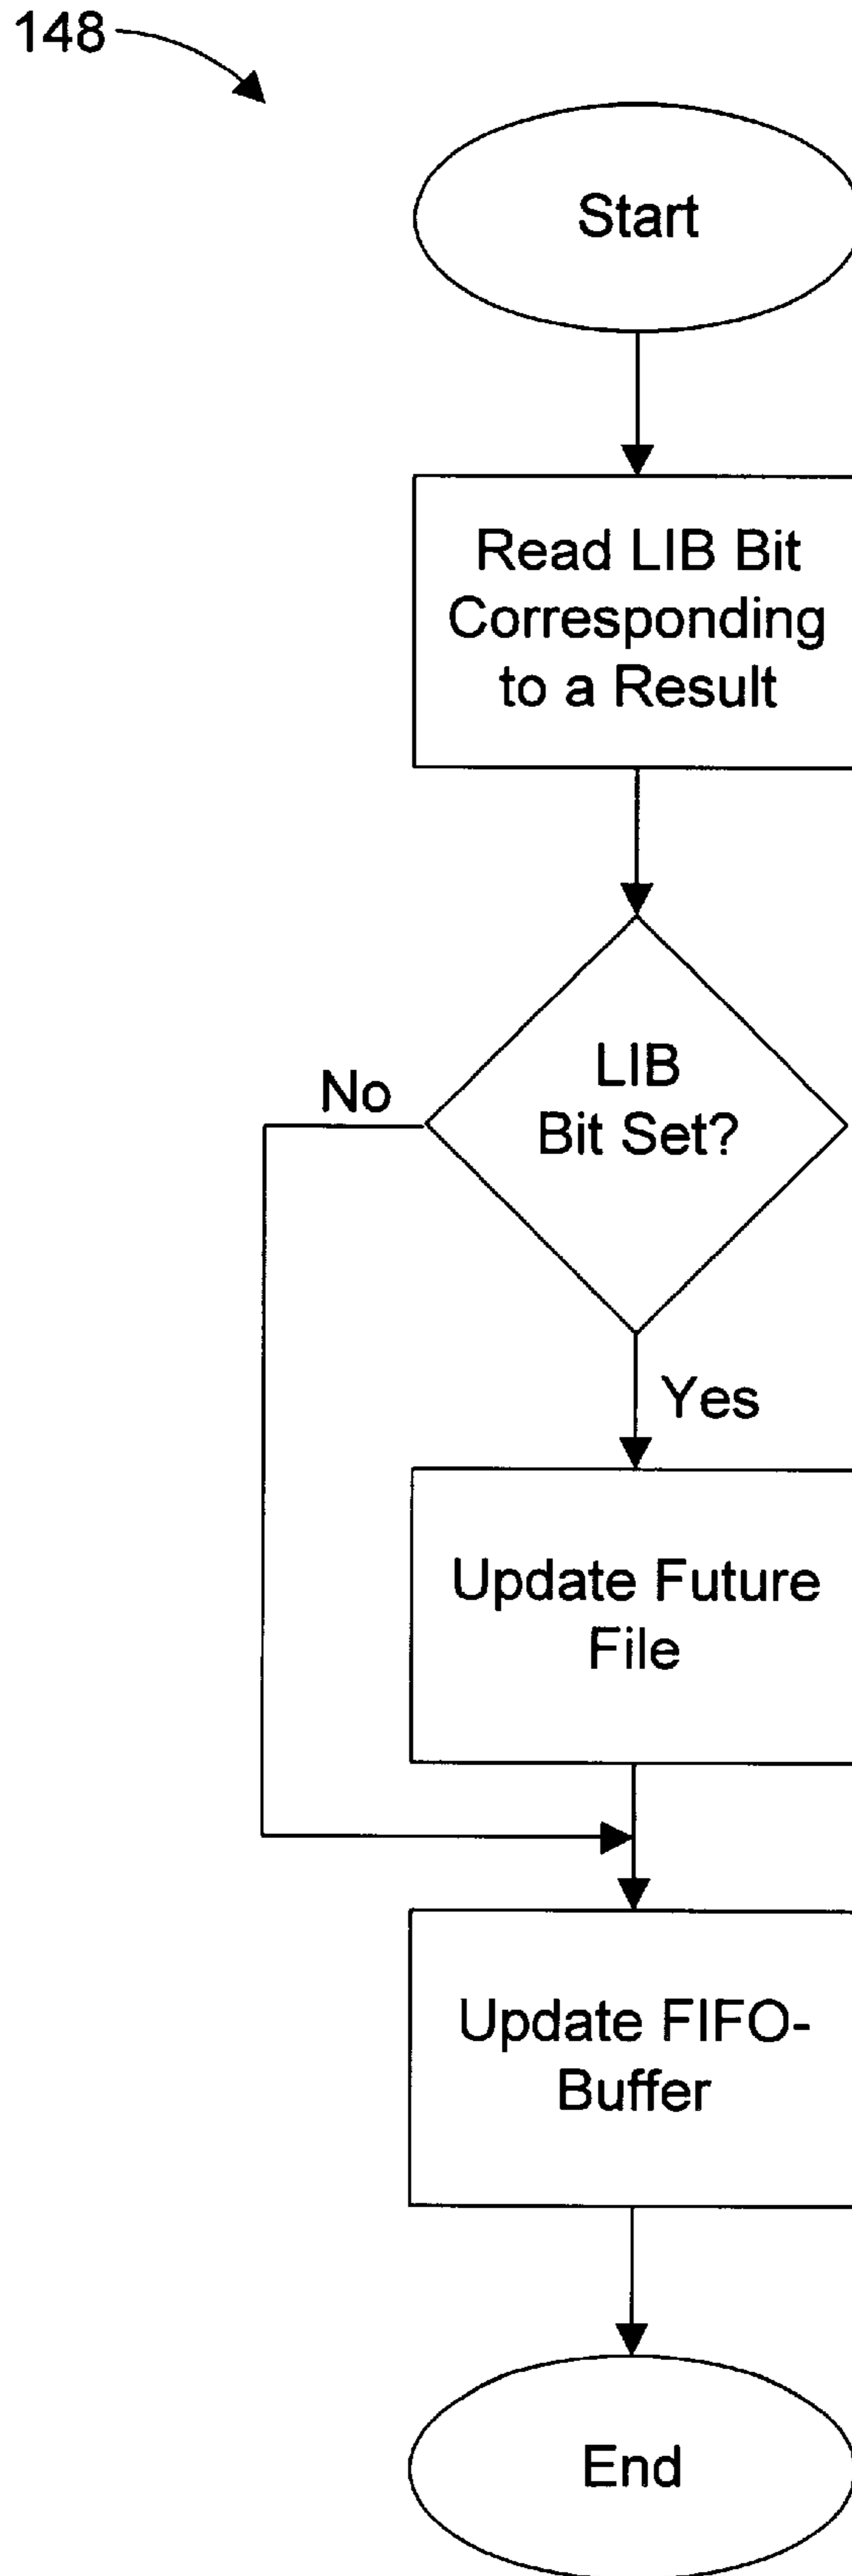 148
Start
Read LIB Bit
Corresponding
to a Result
LIB
Bit Set?
No
Yes
Update Future
File
Update FIFO-
Buffer
End